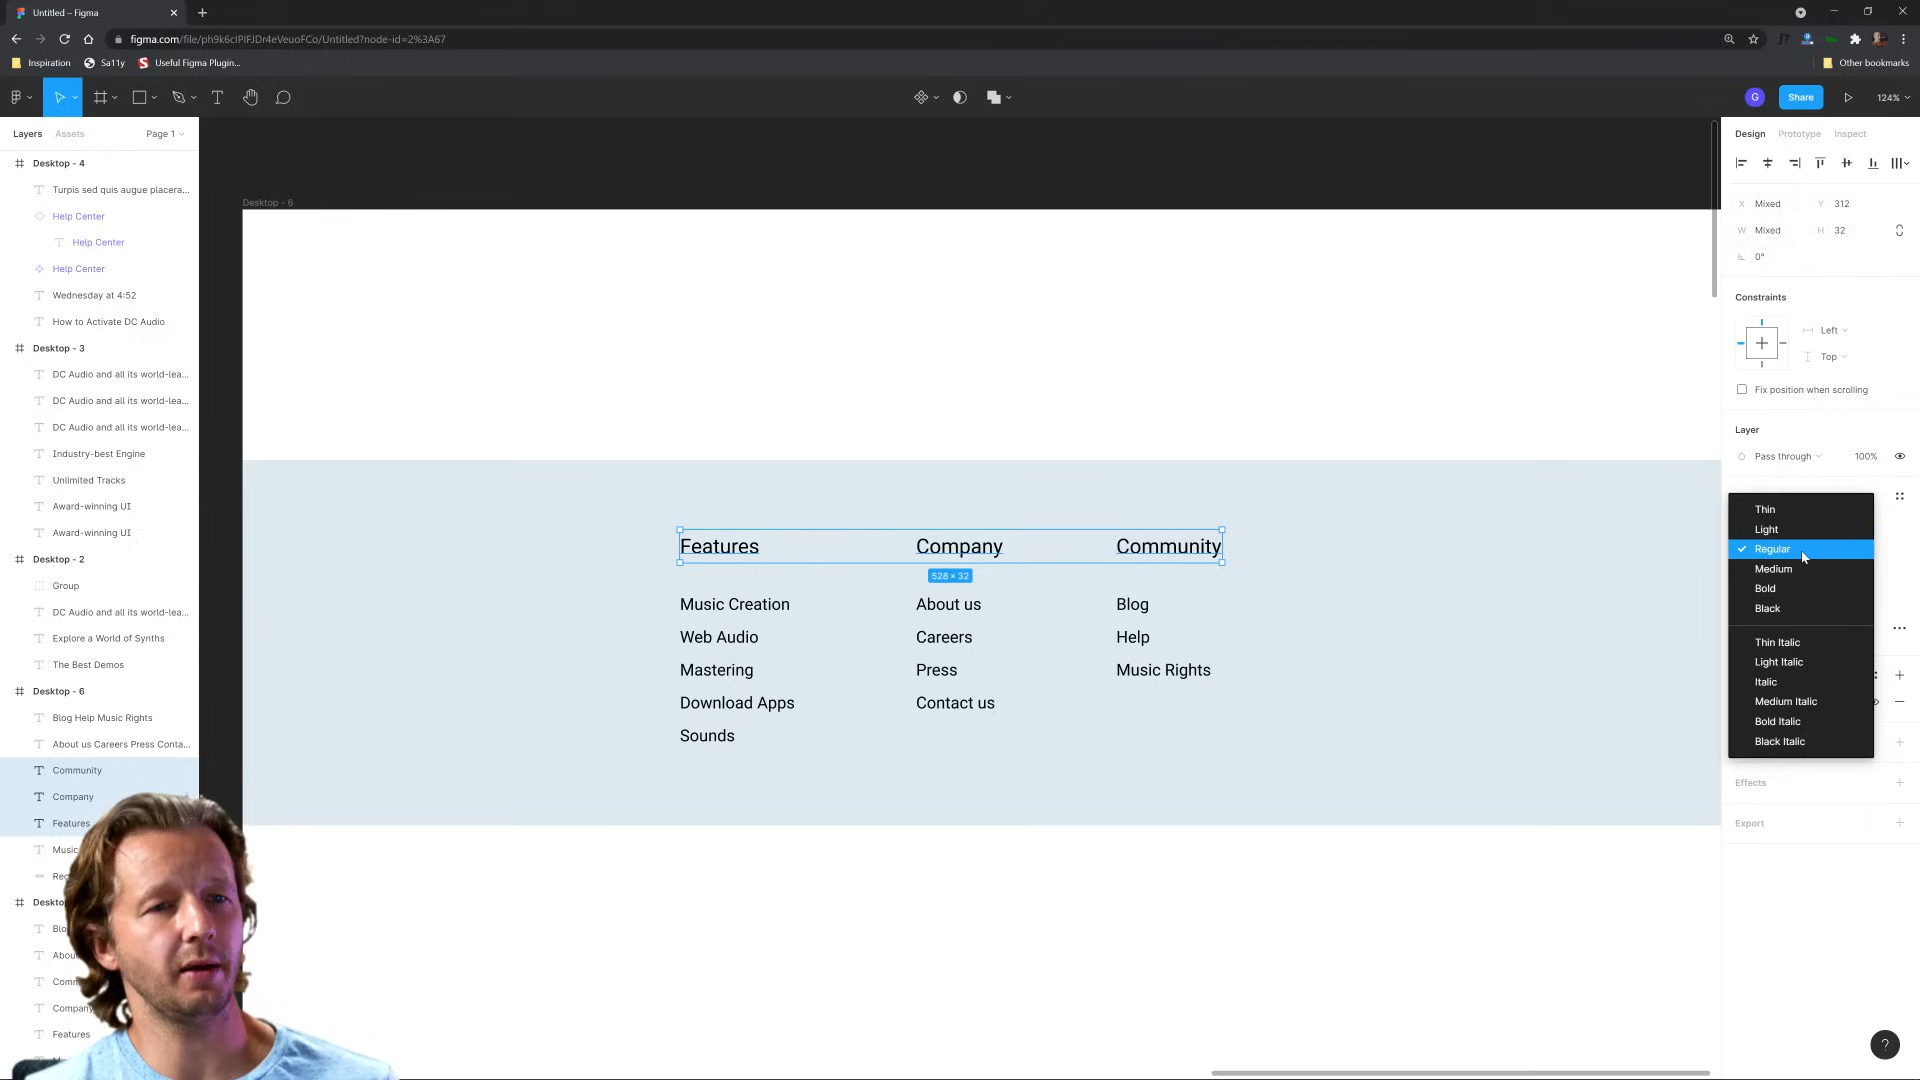 Untitled – Figma
figma.com/file/ph9k6cIPIFJDr4eVeuoFCo/Untitled?node-id=2%3A67
Inspiration
Sa11y
Useful Figma Plugin...
Other bookmarks
G
Share
124%
Layers
Assets
Page 1
Desktop - 4
Turpis sed quis augue placera...
Help Center
Help Center
Help Center
Wednesday at 4:52
How to Activate DC Audio
Desktop - 3
DC Audio and all its world-lea...
DC Audio and all its world-lea...
DC Audio and all its world-lea...
Industry-best Engine
Unlimited Tracks
Award-winning UI
Award-winning UI
Desktop - 2
Group
DC Audio and all its world-lea...
Explore a World of Synths
The Best Demos
Desktop - 6
Blog Help Music Rights
About us Careers Press Conta...
Community
Company
Features
Music
Rec
Deskto
Blo
Abou
Comm
Company
Features
Desktop - 6
Features
Company
Community
528 × 32
Music Creation
About us
Blog
Web Audio
Careers
Help
Mastering
Press
Music Rights
Download Apps
Contact us
Sounds
Design
Prototype
Inspect
X Mixed
Y 312
W Mixed
H 32
0°
Constraints
Left
Top
Fix position when scrolling
Layer
Pass through
100%
Thin
Light
Regular
Medium
Bold
Black
Thin Italic
Light Italic
Italic
Medium Italic
Bold Italic
Black Italic
Effects
Export
?